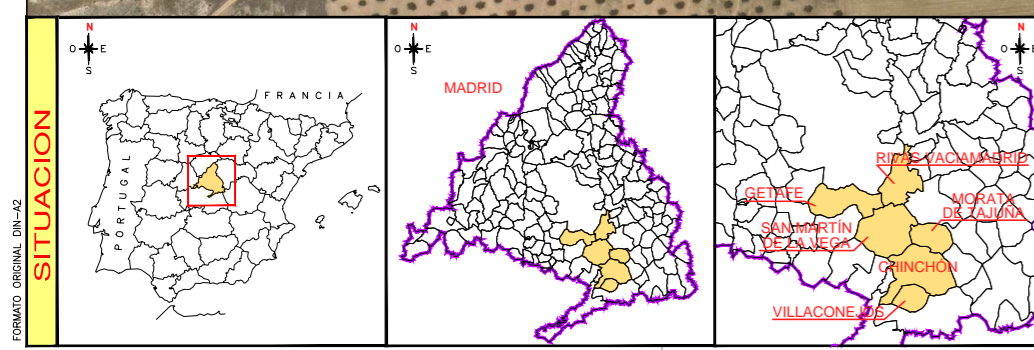 FORMATO ORIGINAL DIN-A2
SITUACION
N
O E
S
FRANCIA
PORTUGAL
N
O E
S
MADRID
N
O E
S
RIVAS VACIAMADRID
GETAFE
MORATA
DE TAJUÑA
SAN MARTÍN
DE LA VEGA
CHINCHÓN
VILLACONEJOS